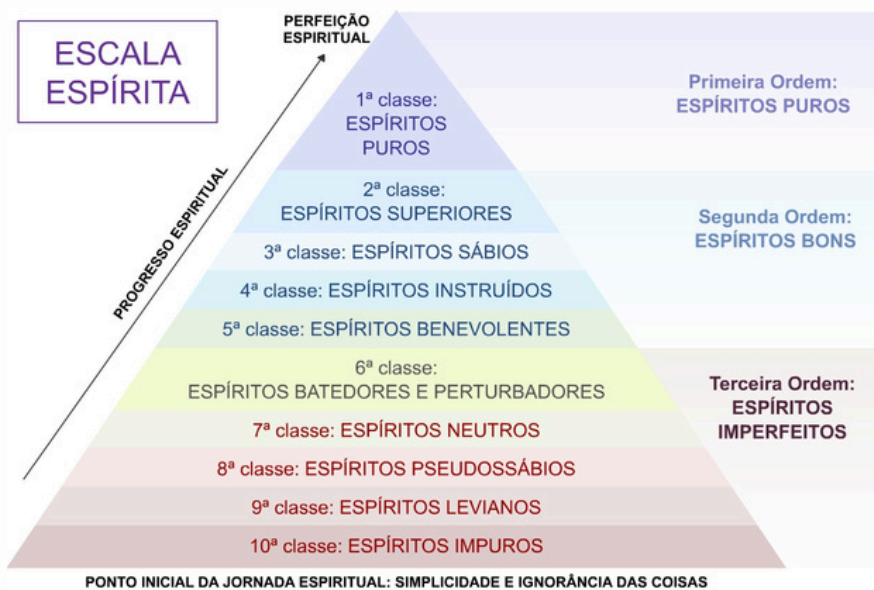 ESCALA
ESPÍRITA
PERFEIÇÃO
ESPIRITUAL
PROGRESSO ESPIRITUAL
1ª classe:
ESPÍRITOS
PUROS
2ª classe:
ESPÍRITOS SUPERIORES
3ª classe: ESPÍRITOS SÁBIOS
4ª classe: ESPÍRITOS INSTRUÍDOS
5ª classe: ESPÍRITOS BENEVOLENTES
6ª classe:
ESPÍRITOS BATEDORES E PERTURBADORES
7ª classe: ESPÍRITOS NEUTROS
8ª classe: ESPÍRITOS PSEUDOSSÁBIOS
9ª classe: ESPÍRITOS LEVIANOS
10ª classe: ESPÍRITOS IMPUROS
Primeira Ordem:
ESPÍRITOS PUROS
Segunda Ordem:
ESPÍRITOS BONS
Terceira Ordem:
ESPÍRITOS
IMPERFEITOS
PONTO INICIAL DA JORNADA ESPIRITUAL: SIMPLICIDADE E IGNORÂNCIA DAS COISAS